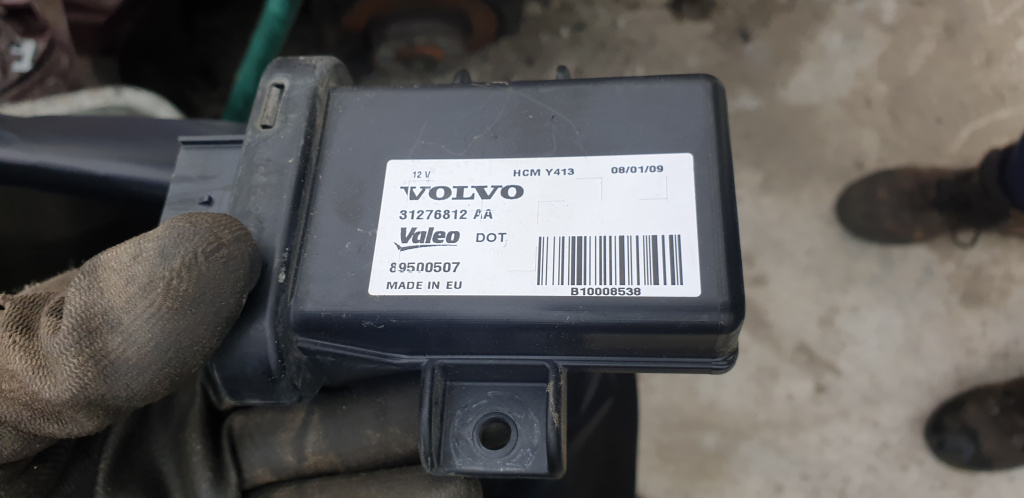 12 V HCM Y413 08/01/09
VOLVO
31276812 AA
Valeo DOT
89500507
MADE IN EU
B10008538